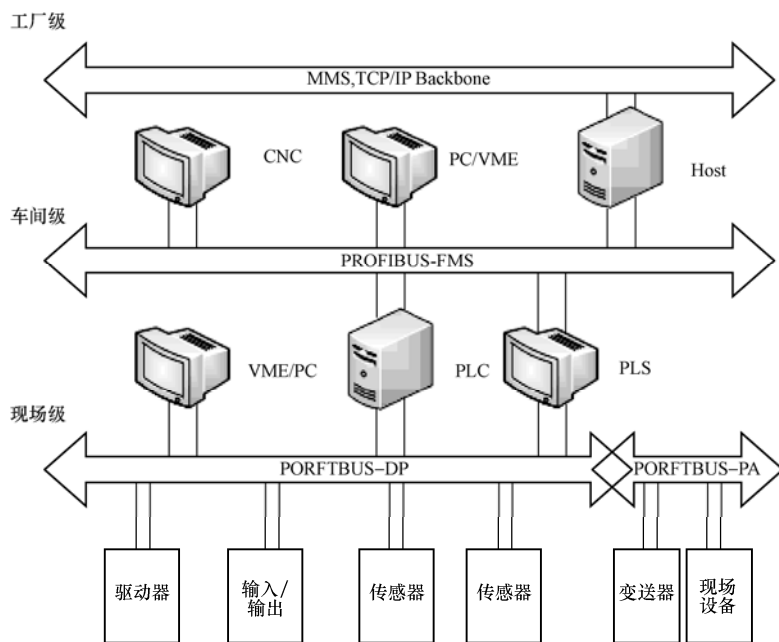 工厂级
MMS,TCP/IP Backbone
CNC
PC/VME
Host
车间级
PROFIBUS-FMS
VME/PC
PLC
PLS
现场级
PORFTBUS-DP
PORFTBUS-PA
驱动器
输入/
输出
传感器
传感器
变送器
现场
设备